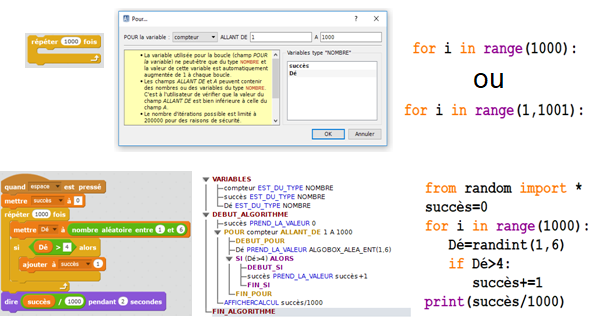 répéter 1000 fois
Pour...
POUR la variable : compteur ALLANT DE 1 A 1000
• La variable utilisée pour la boucle (champ POUR
la variable) ne peut-être que du type NOMBRE et
la valeur de cette variable est automatiquement
augmentée de 1 à chaque boucle.
• Les champs ALLANT DE et A peuvent contenir
des nombres ou des variables du type NOMBRE.
C'est à l'utilisateur de vérifier que la valeur du
champ ALLANT DE est bien inférieure à celle du
champ A.
• Le nombre d'itérations possible est limité à
200000 pour des raisons de sécurité.
Variables type "NOMBRE"
succès
Dé
OK Annuler
for i in range(1000):
ou
for i in range(1,1001):
quand espace est pressé
mettre succès à 0
répéter 1000 fois
mettre Dé à nombre aléatoire entre 1 et 6
si Dé > 4 alors
ajouter à succès 1
dire succès / 1000 pendant 2 secondes
VARIABLES
compteur EST_DU_TYPE NOMBRE
succès EST_DU_TYPE NOMBRE
Dé EST_DU_TYPE NOMBRE
DEBUT_ALGORITHME
succès PREND_LA_VALEUR 0
POUR compteur ALLANT_DE 1 A 1000
DEBUT_POUR
Dé PREND_LA_VALEUR ALGOBOX_ALEA_ENT(1,6)
SI (Dé>4) ALORS
DEBUT_SI
succès PREND_LA_VALEUR succès+1
FIN_SI
FIN_POUR
AFFICHERCALCUL succès/1000
FIN_ALGORITHME
from random import *
succès=0
for i in range(1000):
Dé=randint(1,6)
if Dé>4:
succès+=1
print(succès/1000)